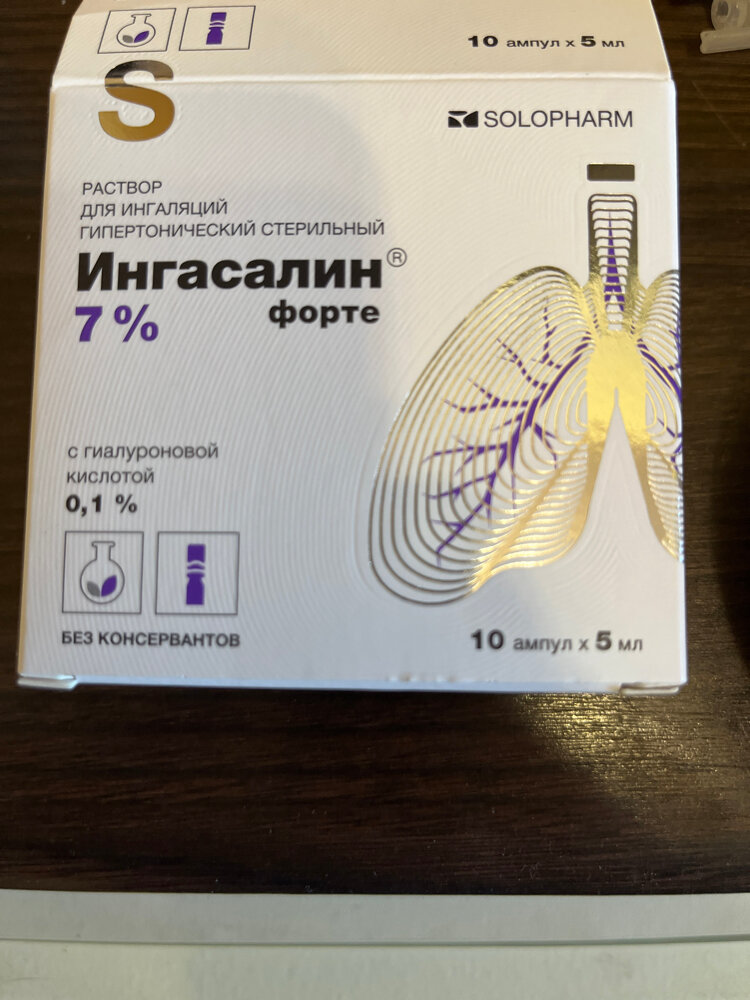 10 ампул x 5 мл
S
SOLOPHARM
РАСТВОР
ДЛЯ ИНГАЛЯЦИЙ
ГИПЕРТОНИЧЕСКИЙ СТЕРИЛЬНЫЙ
Ингасалин®
форте
7 %
с гиалуроновой
кислотой
0,1 %
БЕЗ КОНСЕРВАНТОВ
10 ампул x 5 мл